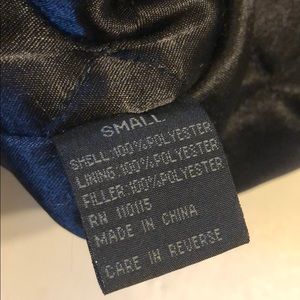 SMALL
SHELL:100%POLYESTER
LINING:100%POLYESTER
FILLER:100%POLYESTER
RN 110115
MADE IN CHINA
CARE IN REVERSE